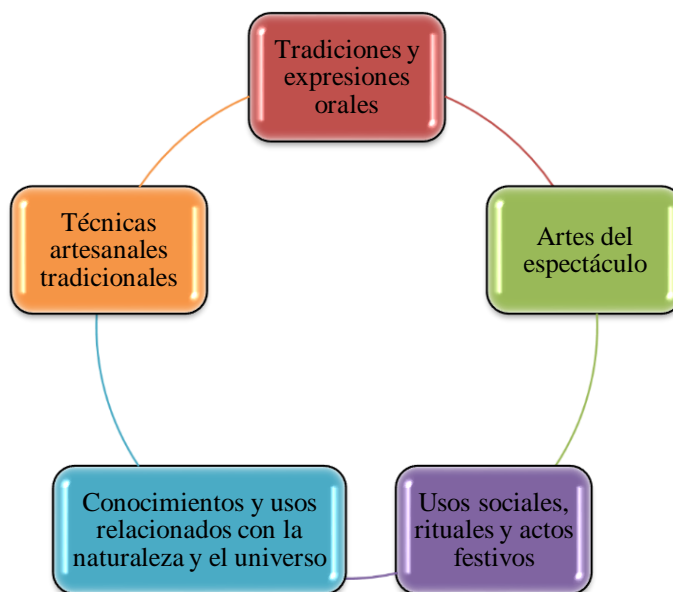 Tradiciones y
expresiones
orales
Artes del
espectáculo
Usos sociales,
rituales y actos
festivos
Conocimientos y usos
relacionados con la
naturaleza y el universo
Técnicas
artesanales
tradicionales